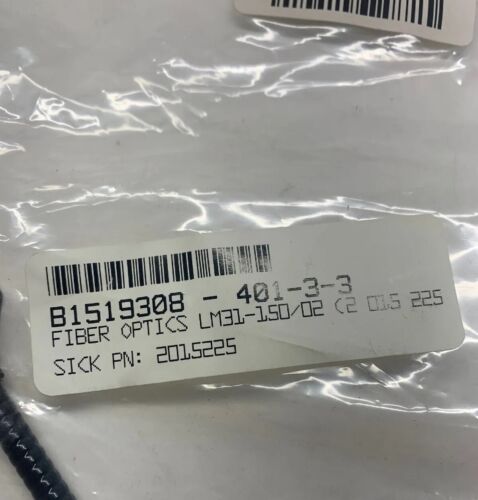 B1519308 - 401-3-3
FIBER OPTICS LM31-150/02 (2 015 225
SICK PN: 2015225